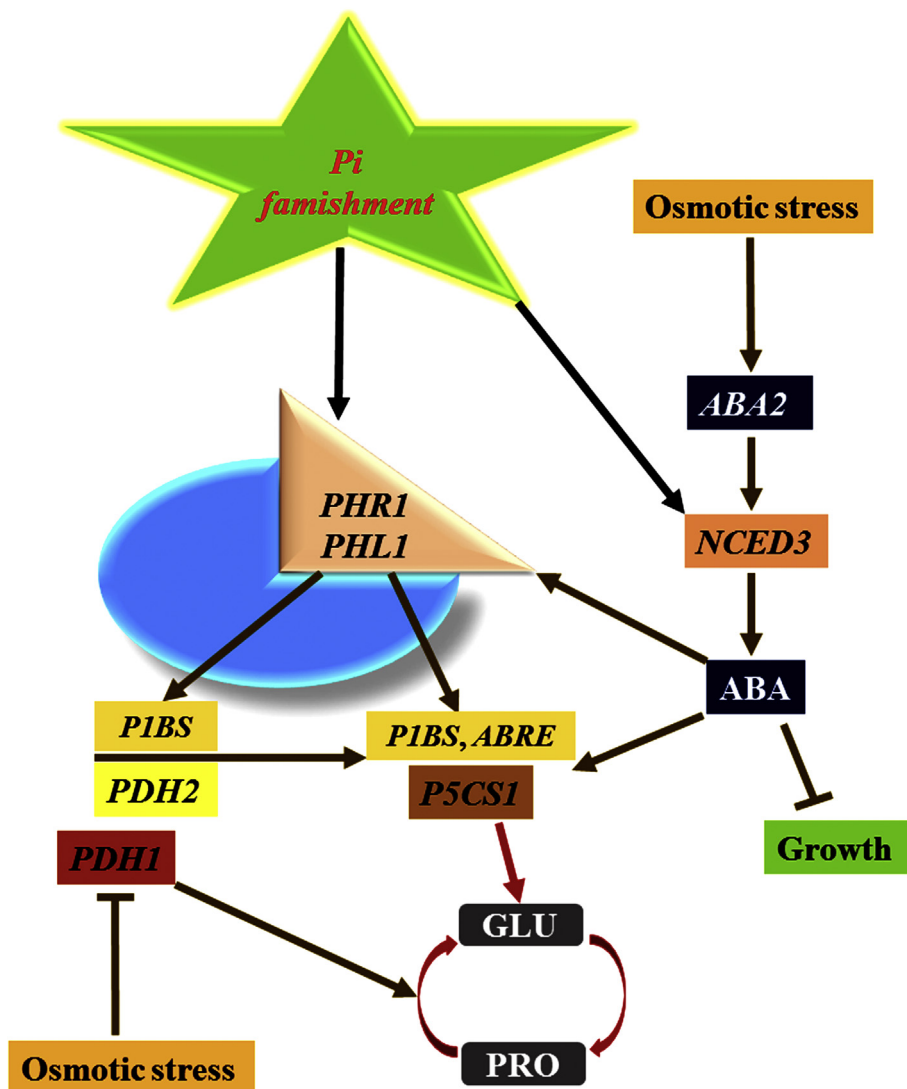 Pi
famishment
Osmotic stress
ABA2
PHR1
PHL1
NCED3
ABA
P1BS
P1BS, ABRE
PDH2
P5CS1
PDH1
Growth
GLU
PRO
Osmotic stress